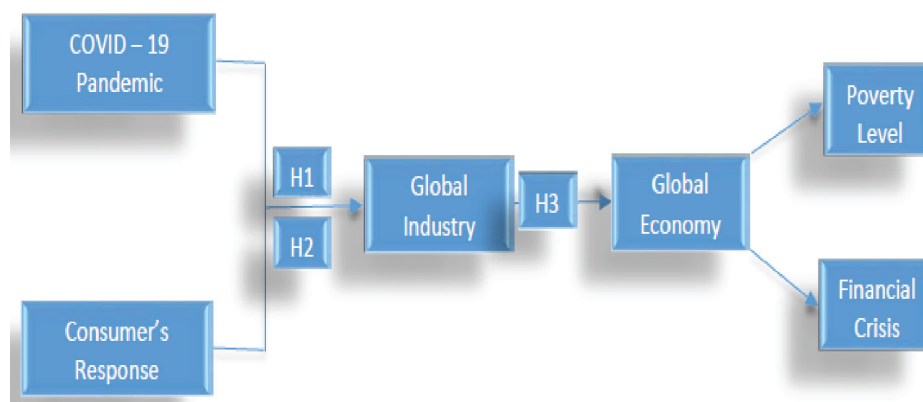 COVID – 19
Pandemic
H1
H2
Consumer’s
Response
Global
Industry
H3
Global
Economy
Poverty
Level
Financial
Crisis